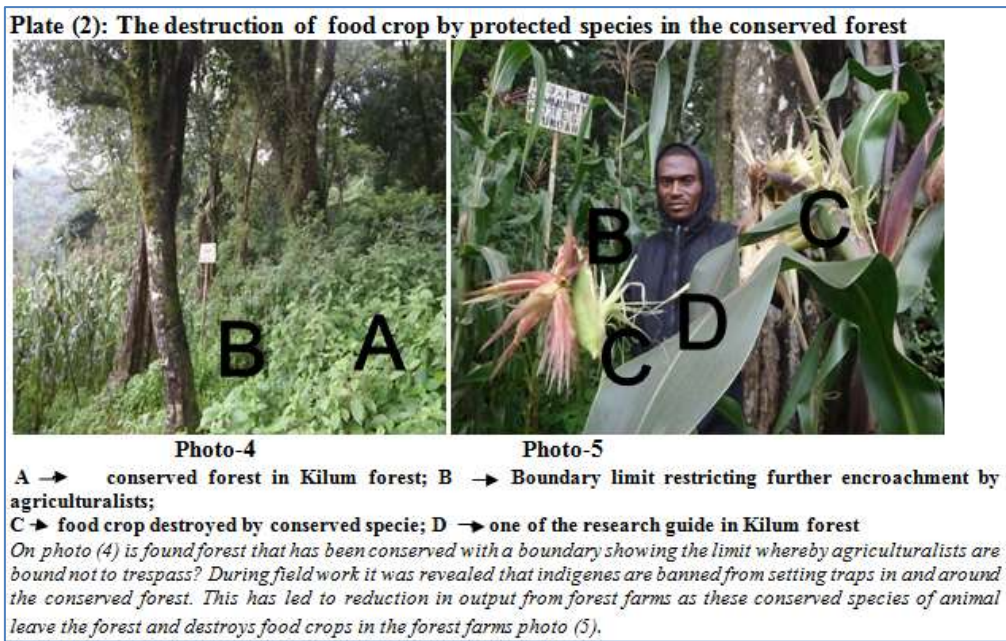 Plate (2): The destruction of food crop by protected species in the conserved forest
B
A
COMMUNITY
B
C
C
D
Photo-4 Photo-5
A → conserved forest in Kilum forest; B → Boundary limit restricting further encroachment by
agriculturalists;
C → food crop destroyed by conserved specie; D → one of the research guide in Kilum forest
On photo (4) is found forest that has been conserved with a boundary showing the limit whereby agriculturalists are
bound not to trespass? During field work it was revealed that indigenes are banned from setting traps in and around
the conserved forest. This has led to reduction in output from forest farms as these conserved species of animal
leave the forest and destroys food crops in the forest farms photo (5).